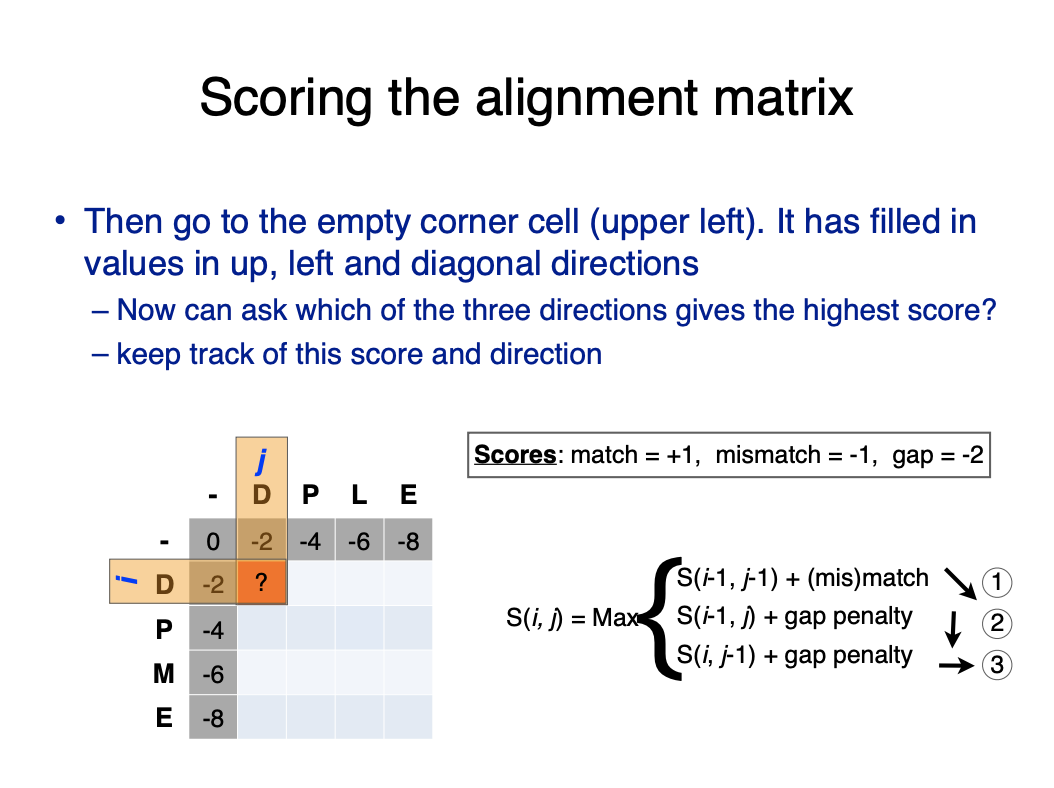 Scoring the alignment matrix
• Then go to the empty corner cell (upper left). It has filled in
values in up, left and diagonal directions
– Now can ask which of the three directions gives the highest score?
– keep track of this score and direction
Scores: match = +1, mismatch = -1, gap = -2
j
- D P L E
- 0 -2 -4 -6 -8
i D -2 ?
P -4
M -6
E -8
S(i-1, j-1) + (mis)match 1
S(i, j) = Max { S(i-1, j) + gap penalty 2
S(i, j-1) + gap penalty 3